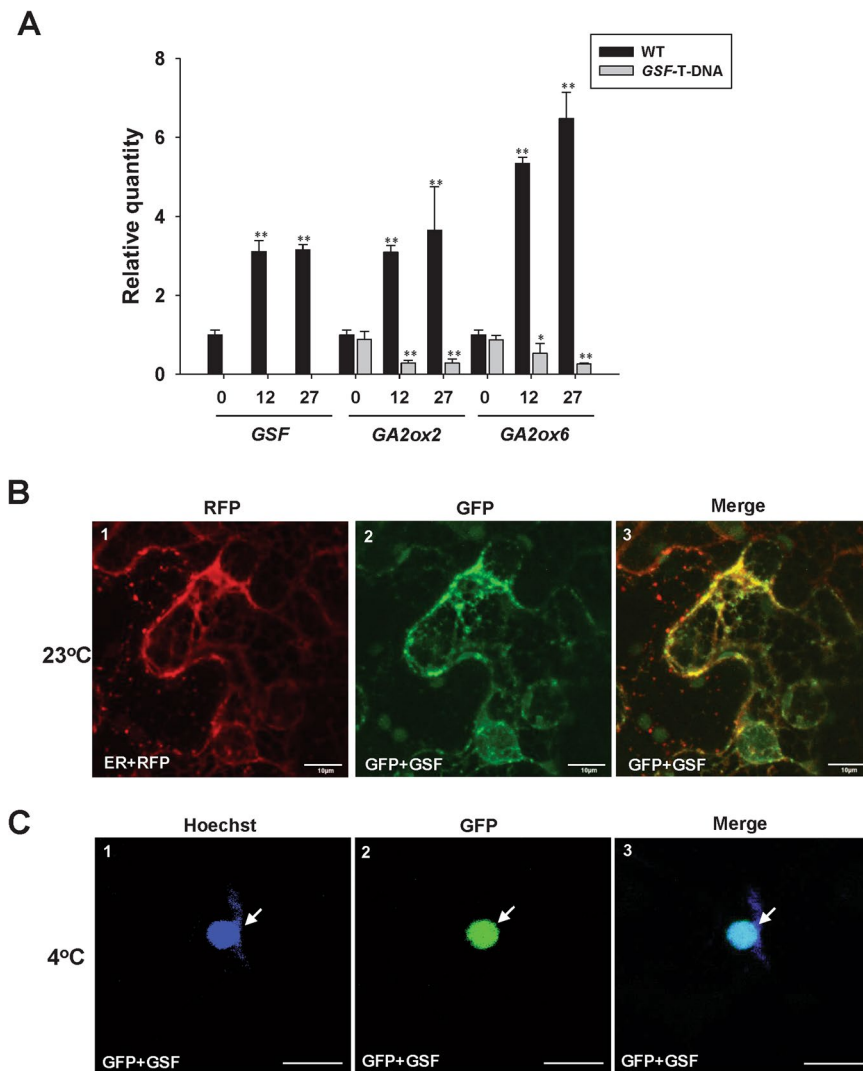 A
WT
GSF-T-DNA
Relative quantity
8
6
4
2
0
** ** ** ** ** ** ** ** * **
0 12 27 0 12 27 0 12 27
GSF GA2ox2 GA2ox6
B
RFP GFP Merge
23°C
1 2 3
ER+RFP GFP+GSF GFP+GSF
10µm 10µm 10µm
C
Hoechst GFP Merge
4°C
1 2 3
GFP+GSF GFP+GSF GFP+GSF